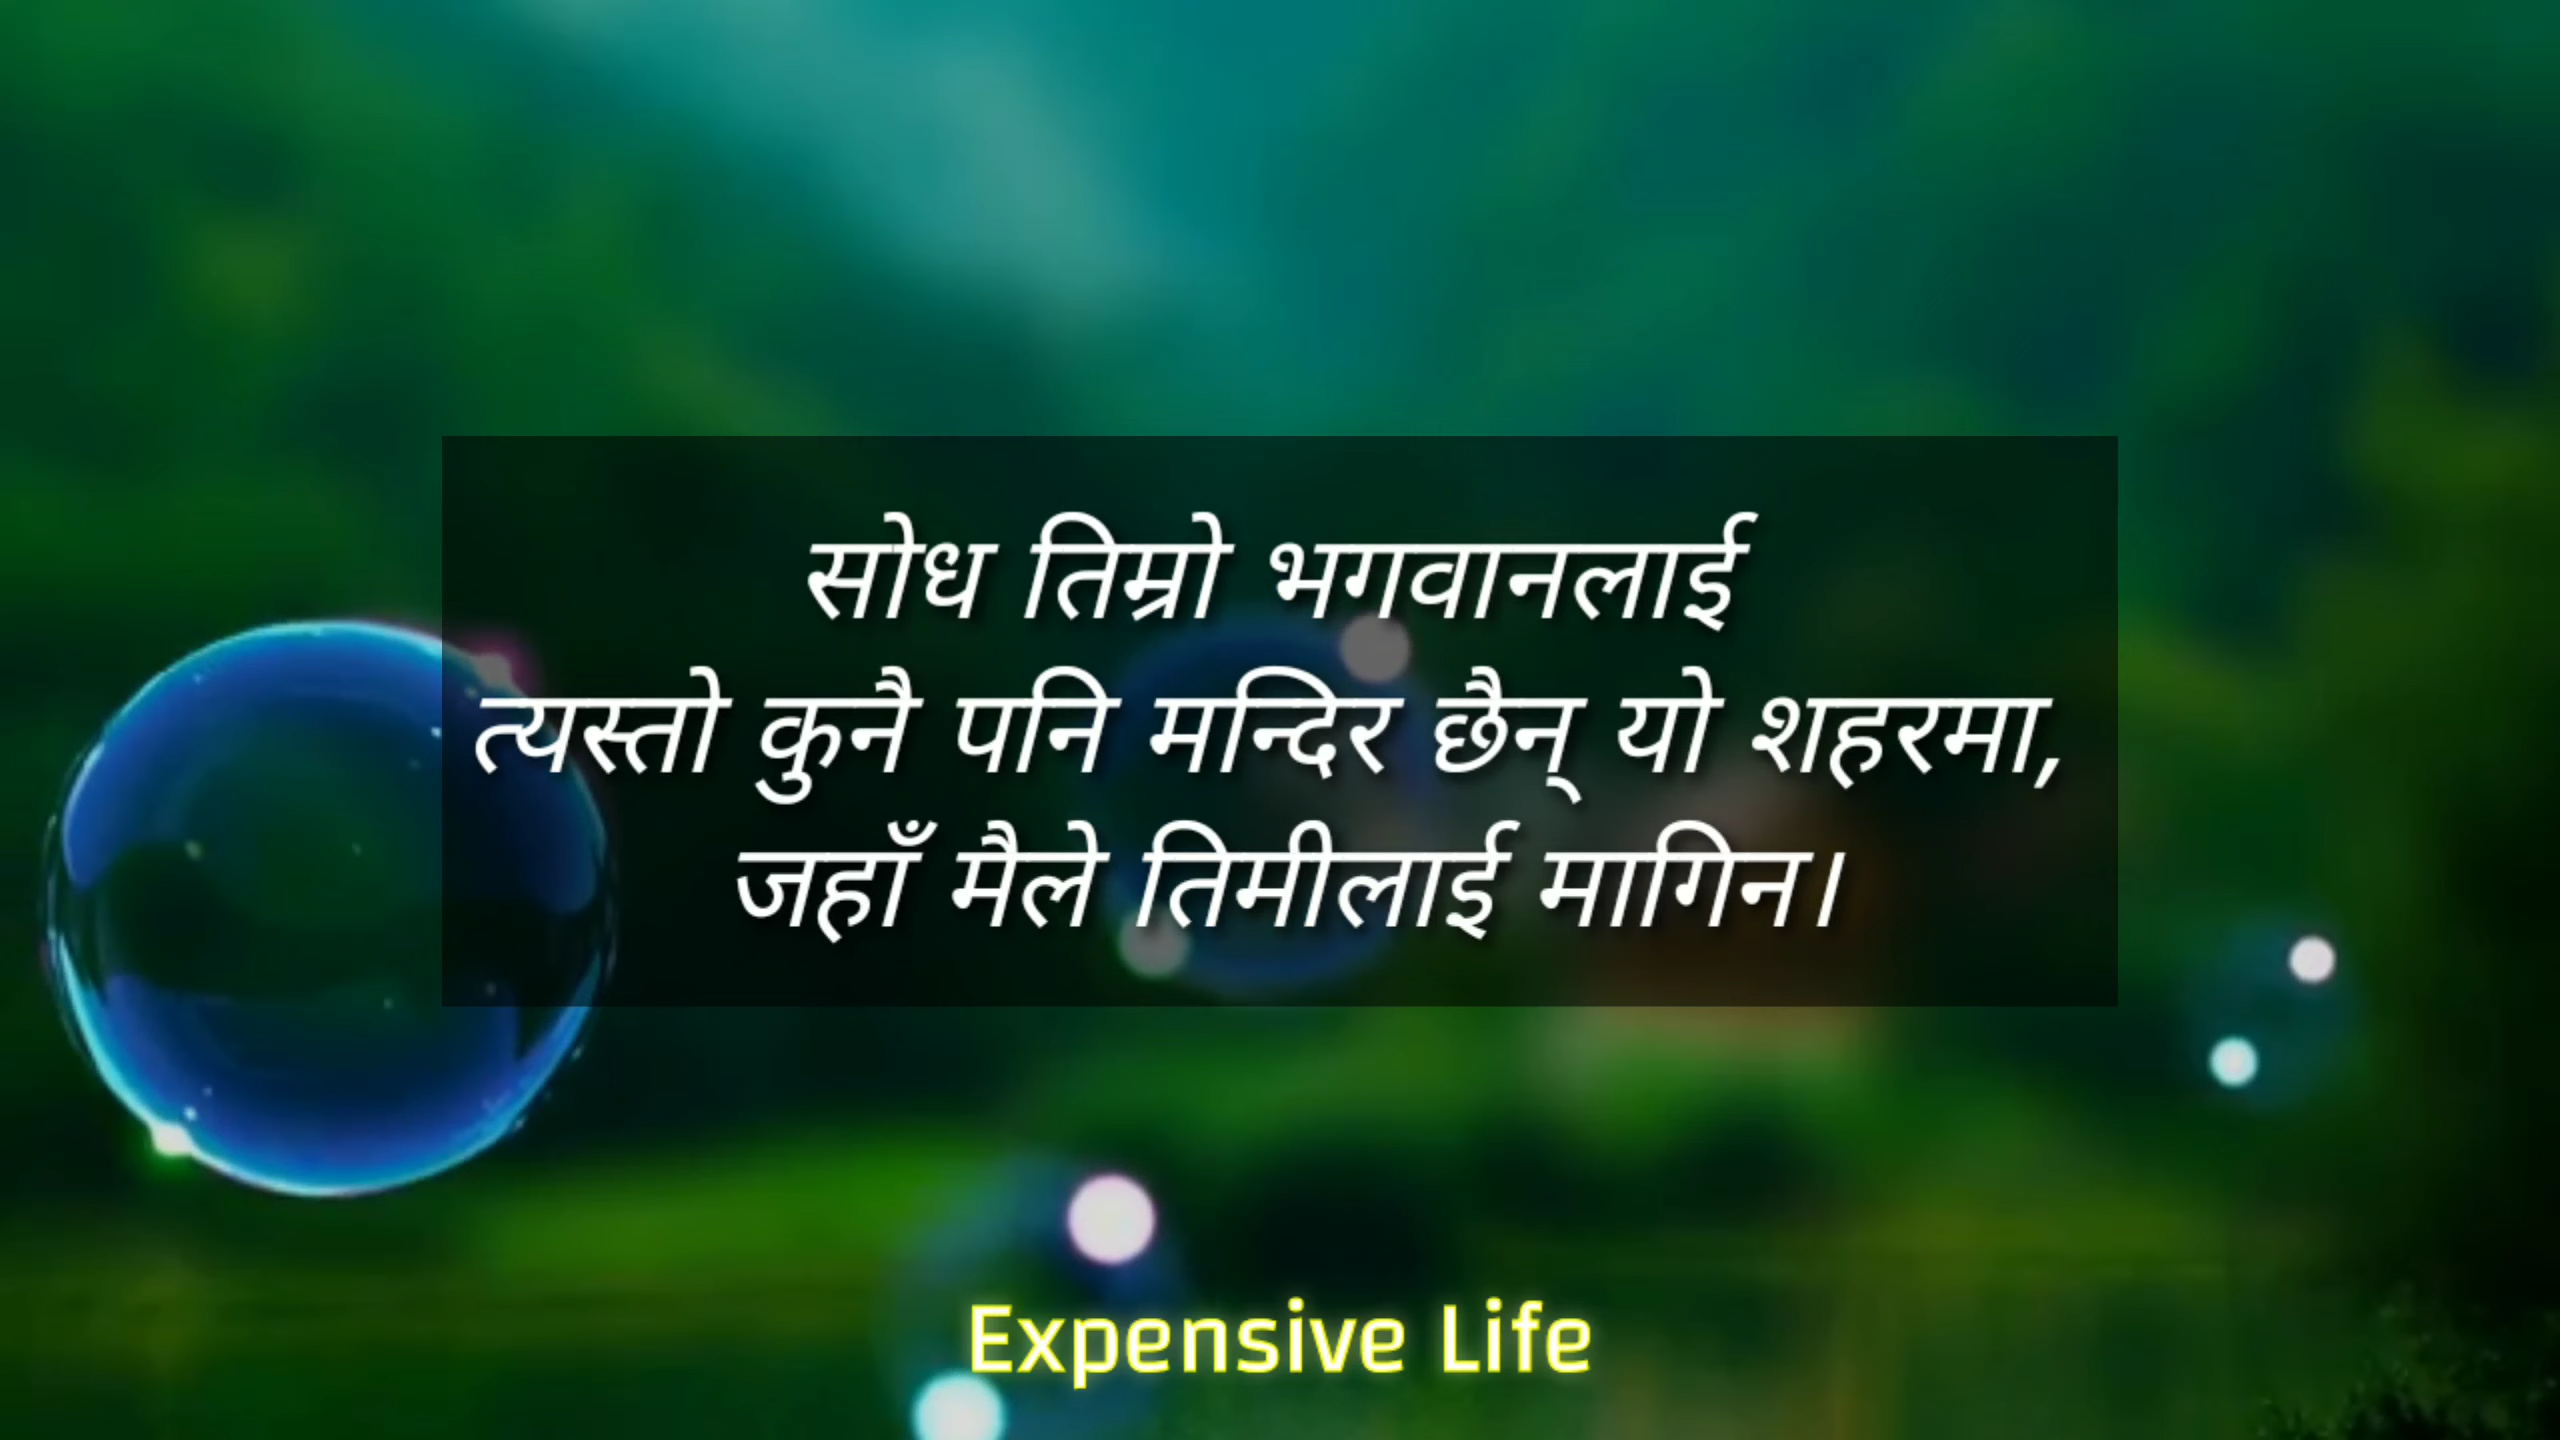 सोध तिम्रो भगवानलाई
त्यस्तो कुनै पनि मन्दिर छैन् यो शहरमा,
जहाँ मैले तिमीलाई मागिन।
Expensive Life